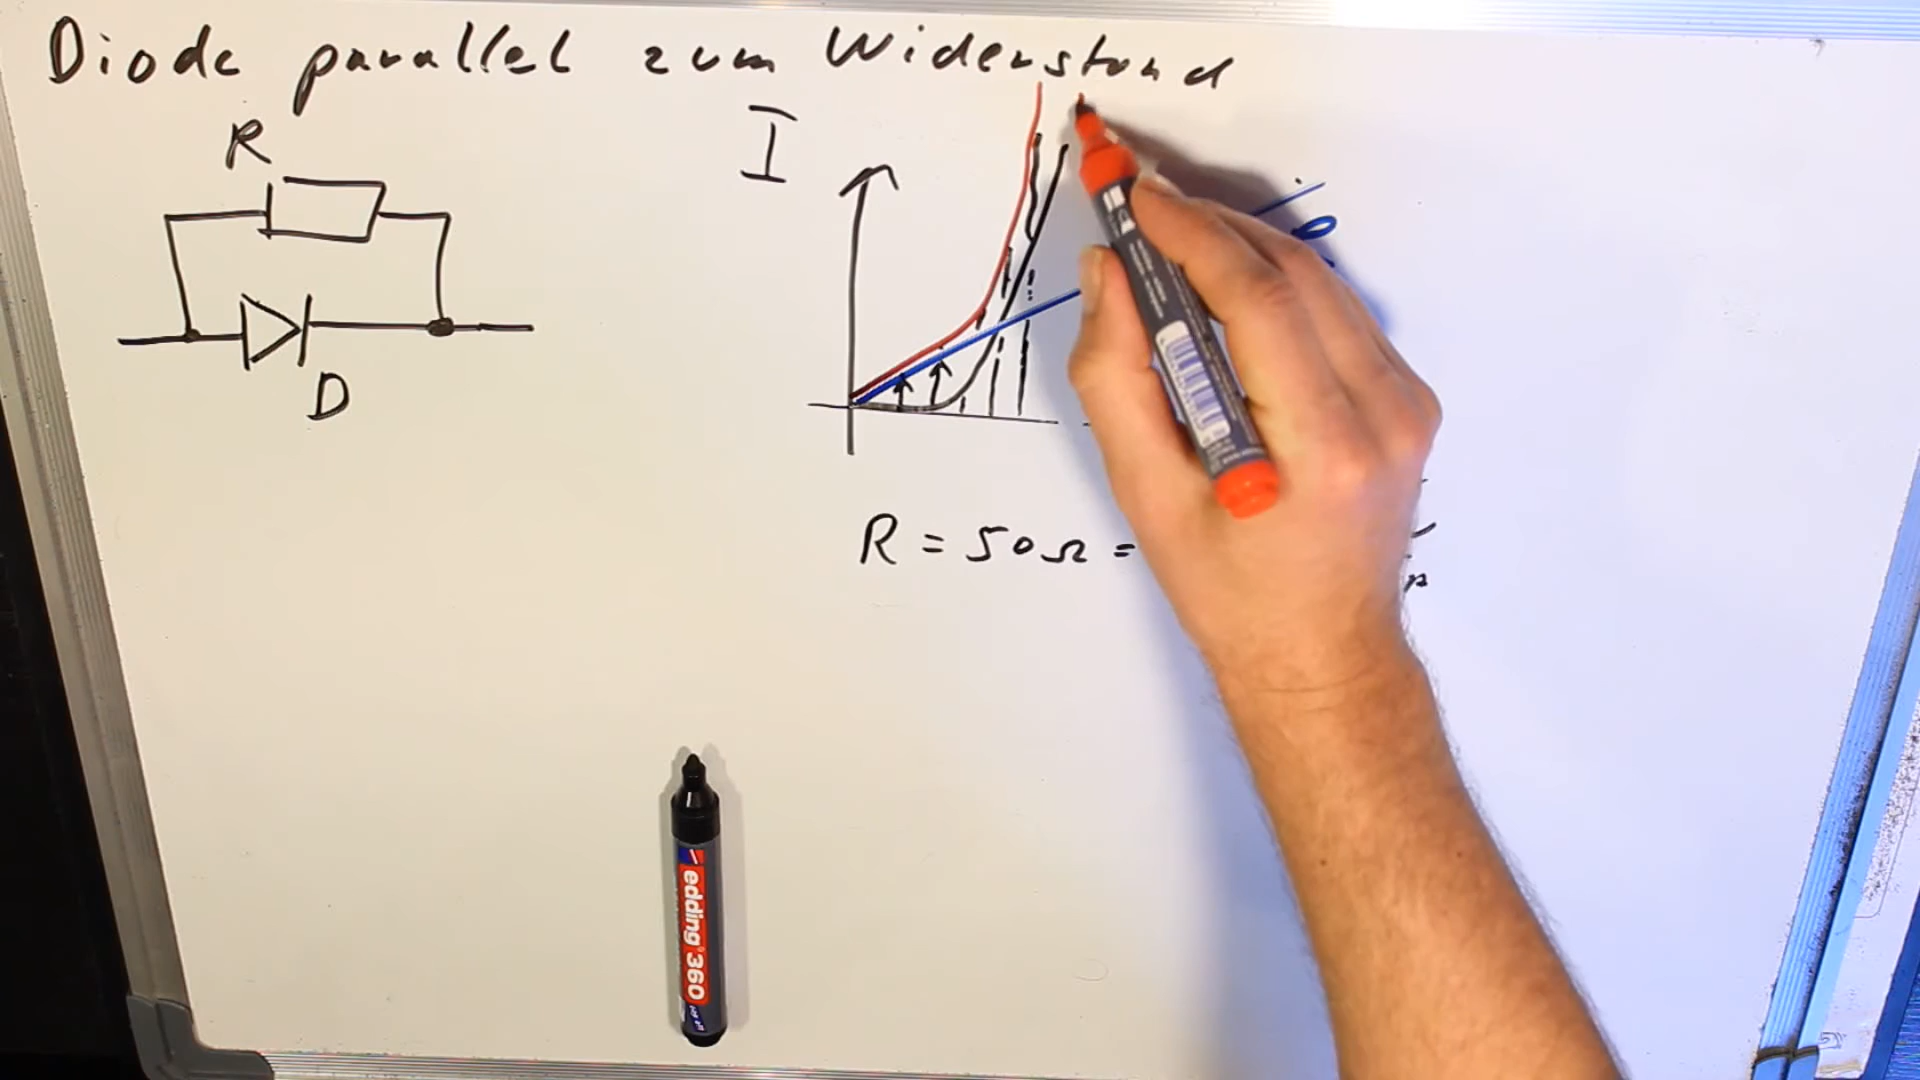 Diode parallel zum Widerstand
R
I
D
R = 50Ω =
edding 360